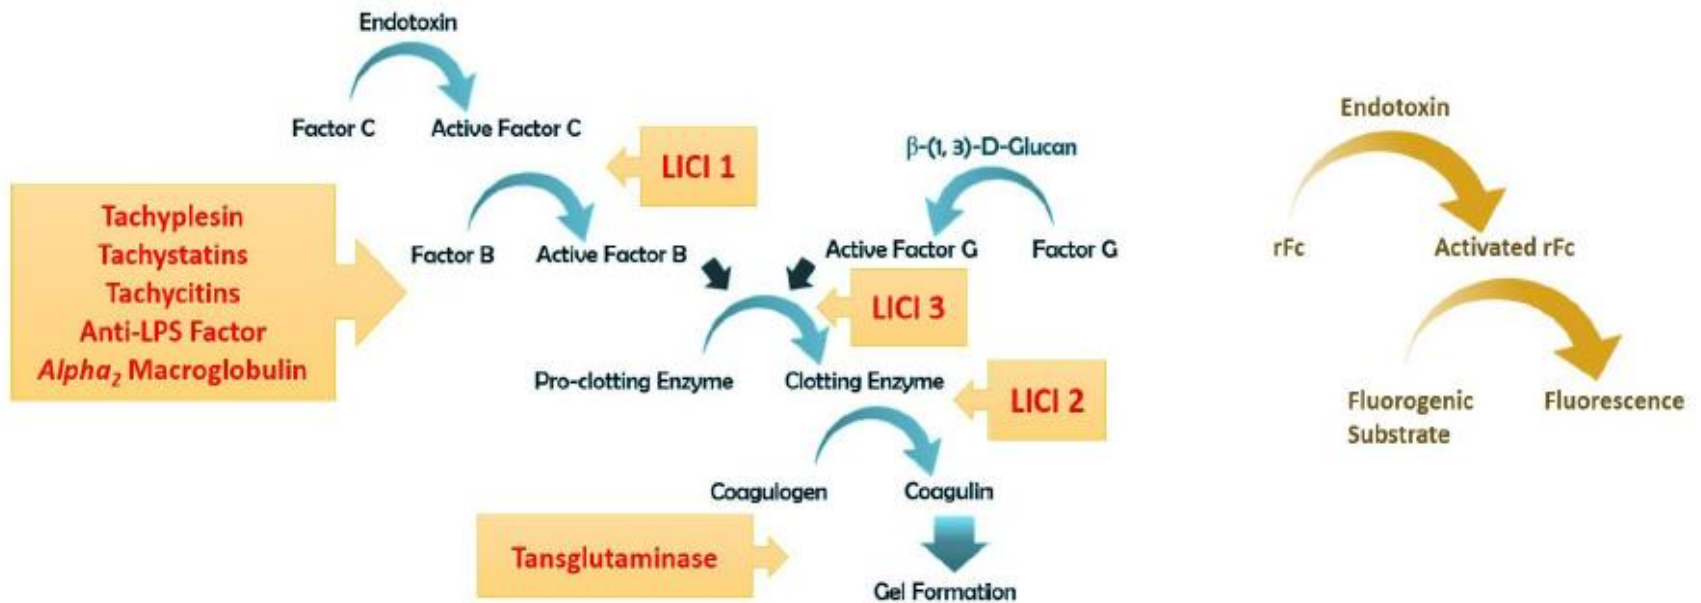 Endotoxin
Factor C
Active Factor C
LICI 1
β-(1, 3)-D-Glucan
Tachyplesin
Tachystatins
Tachycitins
Anti-LPS Factor
Alpha₂ Macroglobulin
Factor B
Active Factor B
Active Factor G
Factor G
LICI 3
Pro-clotting Enzyme
Clotting Enzyme
LICI 2
Coagulogen
Coagulin
Tansglutaminase
Gel Formation
Endotoxin
rFc
Activated rFc
Fluorogenic
Substrate
Fluorescence